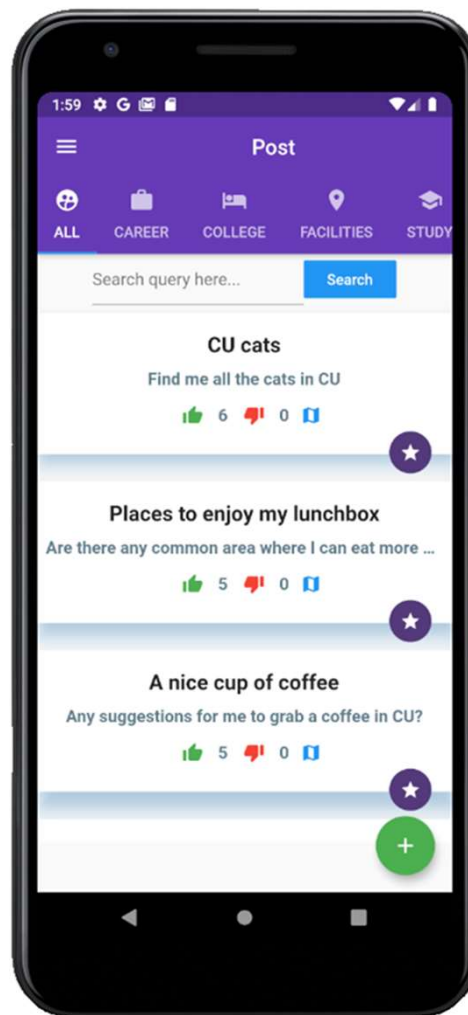 1:59 G
Post
ALL CAREER COLLEGE FACILITIES STUDY
Search query here... Search
CU cats
Find me all the cats in CU
6 0
Places to enjoy my lunchbox
Are there any common area where I can eat more ...
5 0
A nice cup of coffee
Any suggestions for me to grab a coffee in CU?
5 0